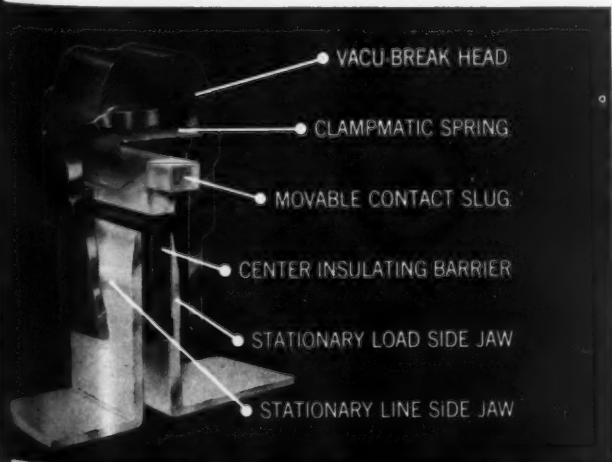 VACU-BREAK HEAD
CLAMPMATIC SPRING
MOVABLE CONTACT SLUG
CENTER INSULATING BARRIER
STATIONARY LOAD SIDE JAW
STATIONARY LINE SIDE JAW